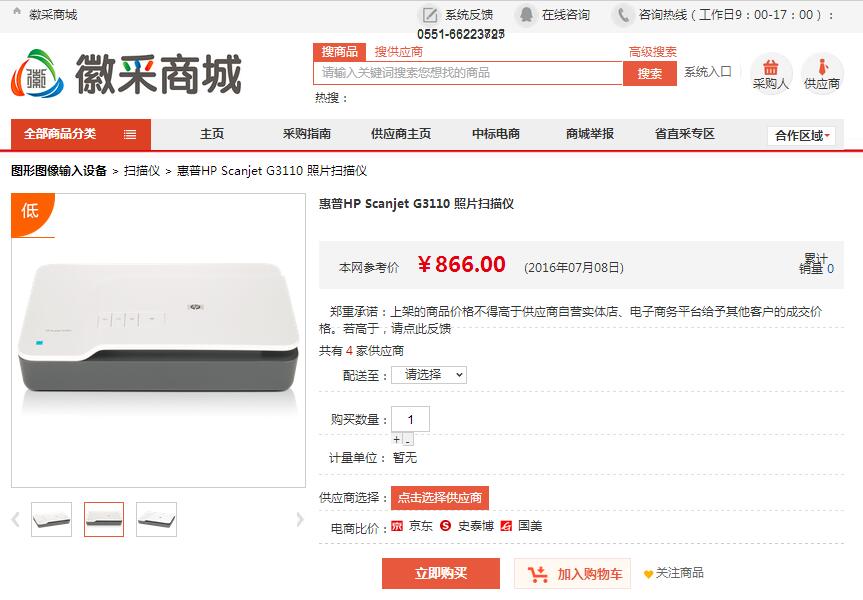 徽采商城
系统反馈 在线咨询 咨询热线（工作日9：00-17：00）：
徽采商城
搜商品 搜供应商 高级搜索
请输入关键词搜索您想找的商品 搜索 系统入口
采购人 供应商
热搜：
全部商品分类 主页 采购指南 供应商主页 中标电商 商城举报 省直采专区 合作区域
图形图像输入设备 > 扫描仪 > 惠普HP Scanjet G3110 照片扫描仪
低
惠普HP Scanjet G3110 照片扫描仪
本网参考价 ¥866.00 (2016年07月08日) 累计
销量 0
郑重承诺：上架的商品价格不得高于供应商自营实体店、电子商务平台给予其他客户的成交价
格。若高于，请点此反馈
共有 4 家供应商
配送至： 请选择
购买数量： 1
+ -
计量单位： 暂无
供应商选择： 点击选择供应商
电商比价： 京 京东 S 史泰博 国美
立即购买 加入购物车 关注商品